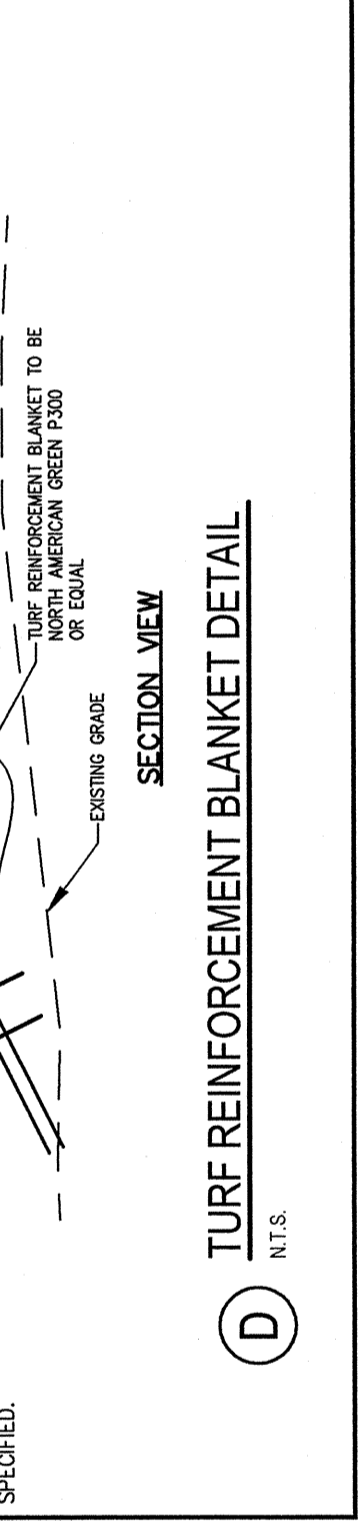 SPECIFIED.
TURF REINFORCEMENT BLANKET TO BE
NORTH AMERICAN GREEN P300
OR EQUAL
EXISTING GRADE
SECTION VIEW
D
TURF REINFORCEMENT BLANKET DETAIL
N.T.S.